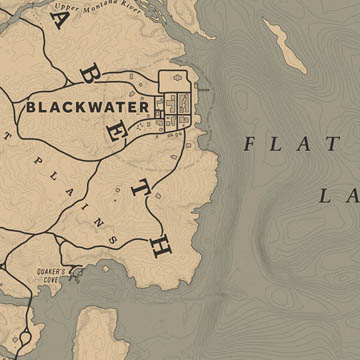 Upper Montana River
A B E T H
BLACKWATER
FLAT
T PLAINS
LA
QUAKER'S
COVE